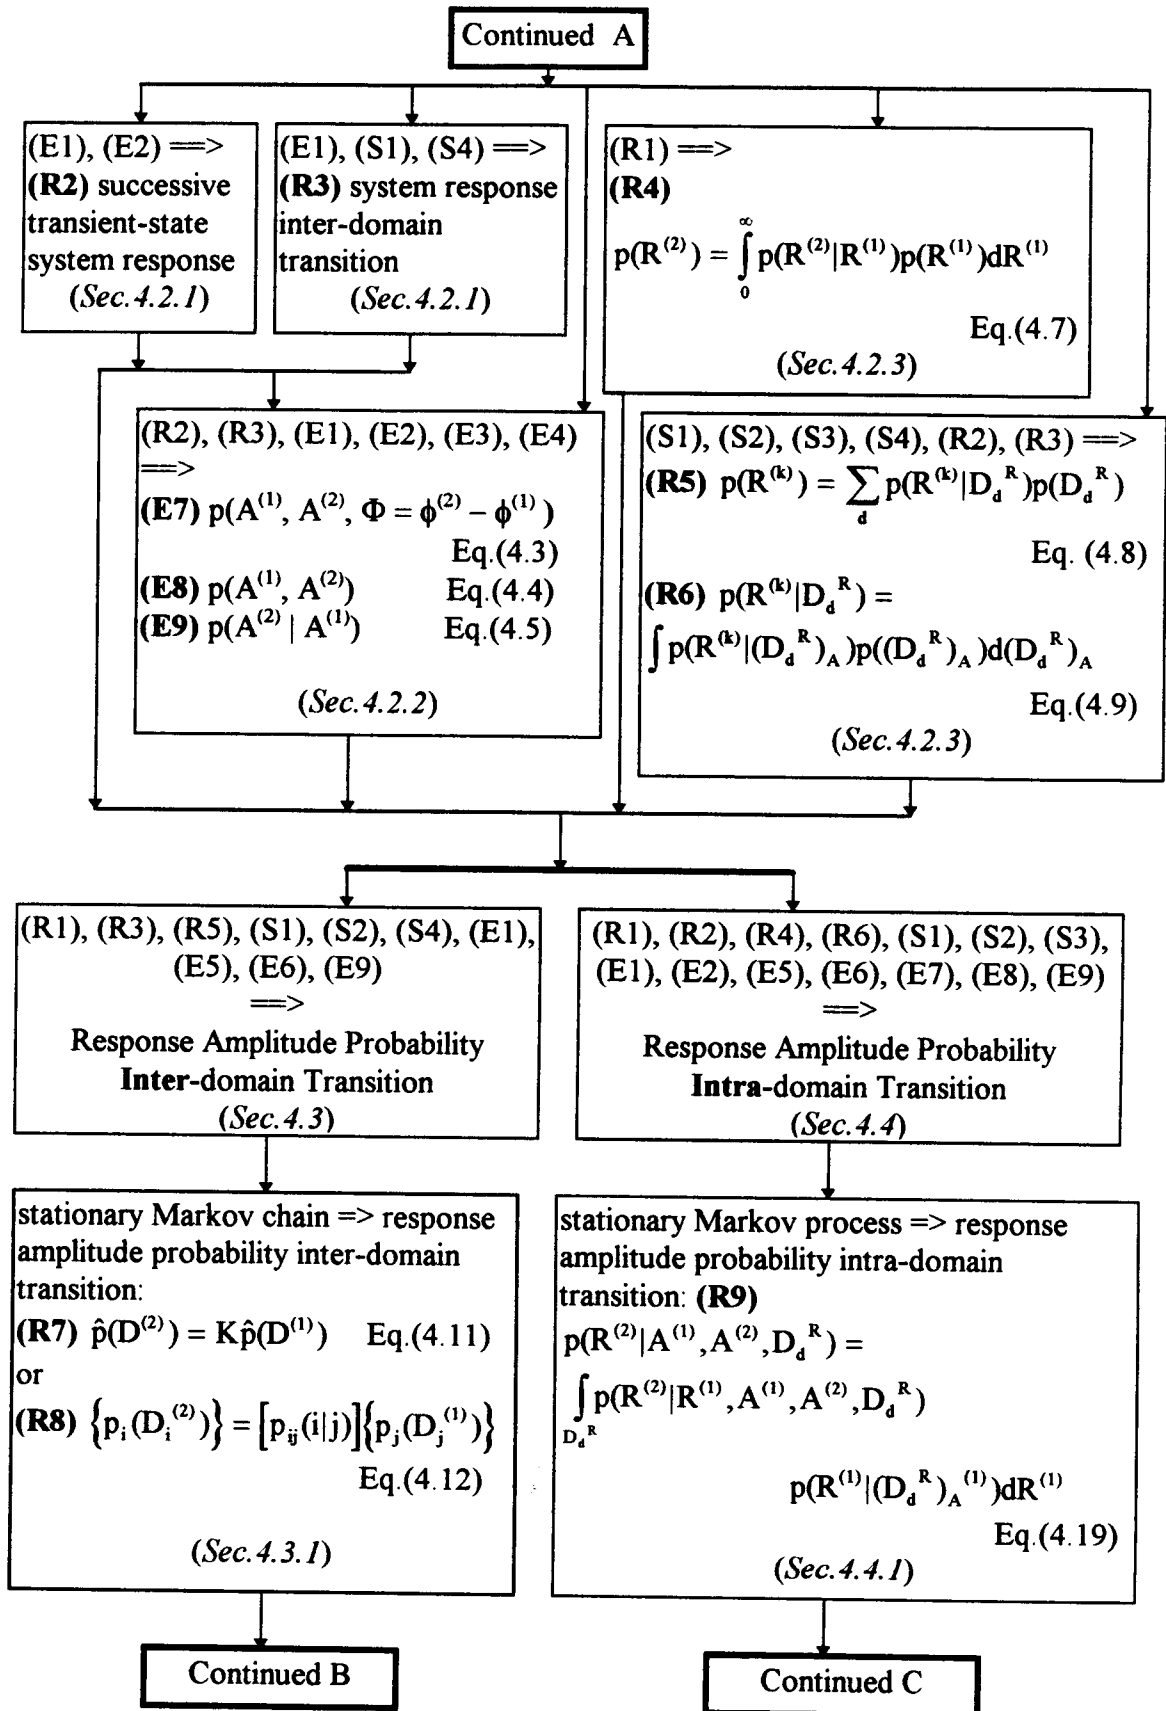 Continued A
(E1), (E2) ==>
(R2) successive
transient-state
system response
(Sec.4.2.1)
(E1), (S1), (S4) ==>
(R3) system response
inter-domain
transition
(Sec.4.2.1)
(R1) ==>
(R4)
p(R⁽²⁾) = ∫₀^∞ p(R⁽²⁾|R⁽¹⁾)p(R⁽¹⁾)dR⁽¹⁾
Eq.(4.7)
(Sec.4.2.3)
(R2), (R3), (E1), (E2), (E3), (E4)
==>
(E7) p(A⁽¹⁾, A⁽²⁾, Φ = ϕ⁽²⁾ − ϕ⁽¹⁾ )
Eq.(4.3)
(E8) p(A⁽¹⁾, A⁽²⁾) Eq.(4.4)
(E9) p(A⁽²⁾ | A⁽¹⁾) Eq.(4.5)
(Sec.4.2.2)
(S1), (S2), (S3), (S4), (R2), (R3) ==>
(R5) p(R⁽ᵏ⁾) = ∑_d p(R⁽ᵏ⁾|D_d^R)p(D_d^R)
Eq. (4.8)
(R6) p(R⁽ᵏ⁾|D_d^R) =
∫p(R⁽ᵏ⁾|(D_d^R)_A)p((D_d^R)_A)d(D_d^R)_A
Eq.(4.9)
(Sec.4.2.3)
(R1), (R3), (R5), (S1), (S2), (S4), (E1),
(E5), (E6), (E9)
==>
Response Amplitude Probability
Inter-domain Transition
(Sec.4.3)
(R1), (R2), (R4), (R6), (S1), (S2), (S3),
(E1), (E2), (E5), (E6), (E7), (E8), (E9)
==>
Response Amplitude Probability
Intra-domain Transition
(Sec.4.4)
stationary Markov chain => response
amplitude probability inter-domain
transition:
(R7) p̂(D⁽²⁾) = Kp̂(D⁽¹⁾) Eq.(4.11)
or
(R8) {p_i(D_i⁽²⁾)} = [p_ij(i|j)]{p_j(D_j⁽¹⁾)}
Eq.(4.12)
(Sec.4.3.1)
stationary Markov process => response
amplitude probability intra-domain
transition: (R9)
p(R⁽²⁾|A⁽¹⁾,A⁽²⁾,D_d^R) =
∫_{D_d^R} p(R⁽²⁾|R⁽¹⁾,A⁽¹⁾,A⁽²⁾,D_d^R)
p(R⁽¹⁾|(D_d^R)_A⁽¹⁾)dR⁽¹⁾
Eq.(4.19)
(Sec.4.4.1)
Continued B
Continued C